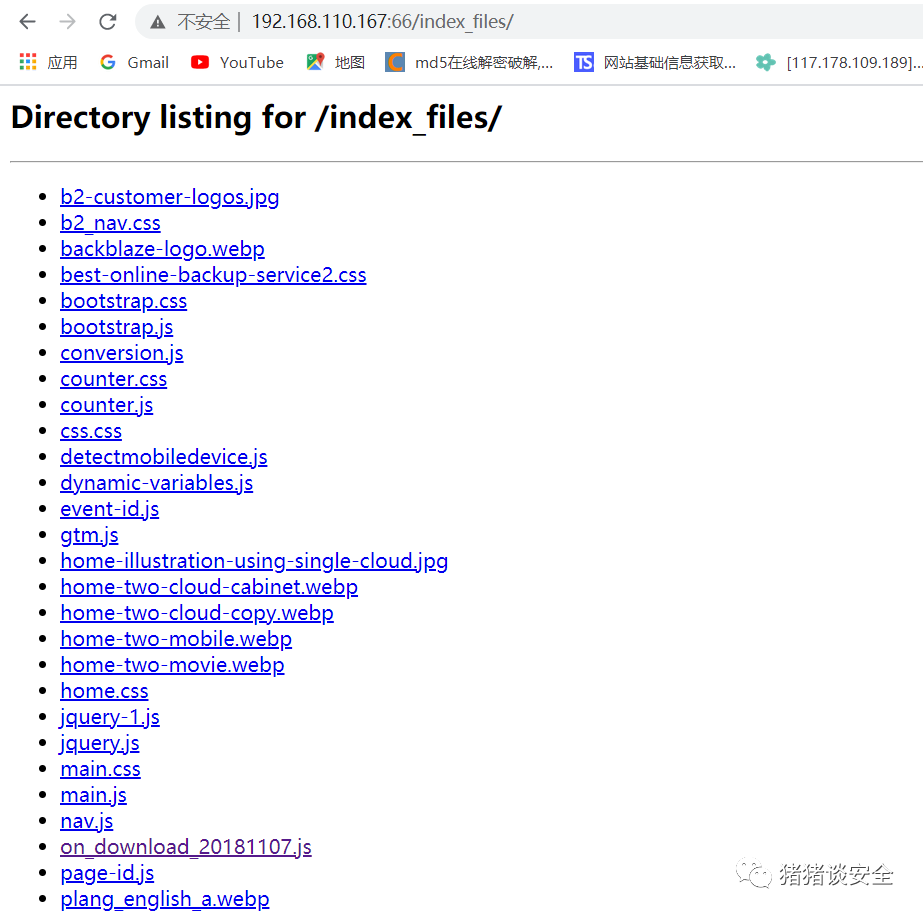 不安全 | 192.168.110.167:66/index_files/
应用 Gmail YouTube 地图 md5在线解密破解,... TS 网站基础信息获取... [117.178.109.189]...
Directory listing for /index_files/
b2-customer-logos.jpg
b2_nav.css
backblaze-logo.webp
best-online-backup-service2.css
bootstrap.css
bootstrap.js
conversion.js
counter.css
counter.js
css.css
detectmobiledevice.js
dynamic-variables.js
event-id.js
gtm.js
home-illustration-using-single-cloud.jpg
home-two-cloud-cabinet.webp
home-two-cloud-copy.webp
home-two-mobile.webp
home-two-movie.webp
home.css
jquery-1.js
jquery.js
main.css
main.js
nav.js
on_download_20181107.js
page-id.js
plang_english_a.webp
猪猪谈安全